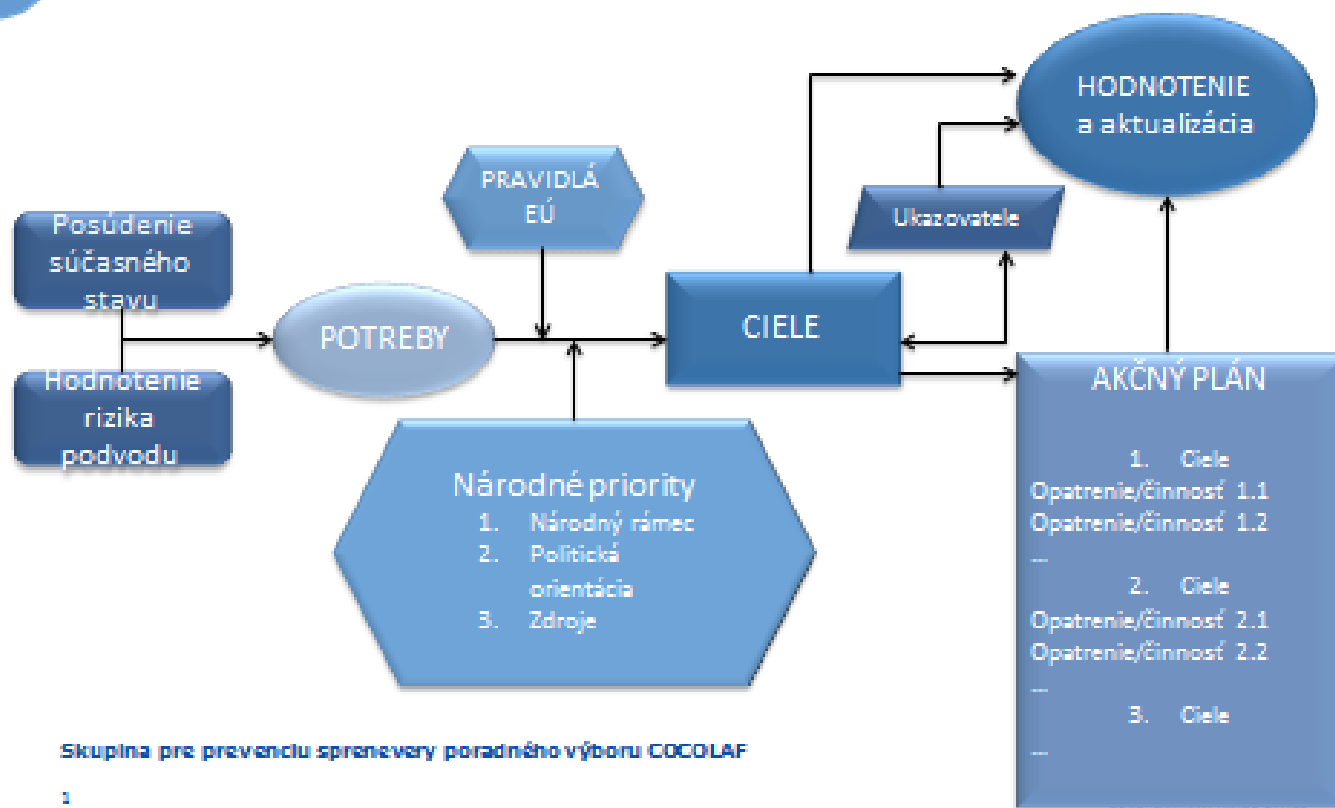 Posúdenie
súčasného
stavu
Hodnotenie
rizika
podvodu
POTREBY
PRAVIDLÁ
EÚ
Národné priority
1. Národný rámec
2. Politická
orientácia
3. Zdroje
CIELE
Ukazovatele
HODNOTENIE
a aktualizácia
AKČNÝ PLÁN
1. Ciele
Opatrenie/činnosť 1.1
Opatrenie/činnosť 1.2
...
2. Ciele
Opatrenie/činnosť 2.1
Opatrenie/činnosť 2.2
...
3. Ciele
...
Skupina pre prevenciu sprenevery poradného výboru COCOLAF
1